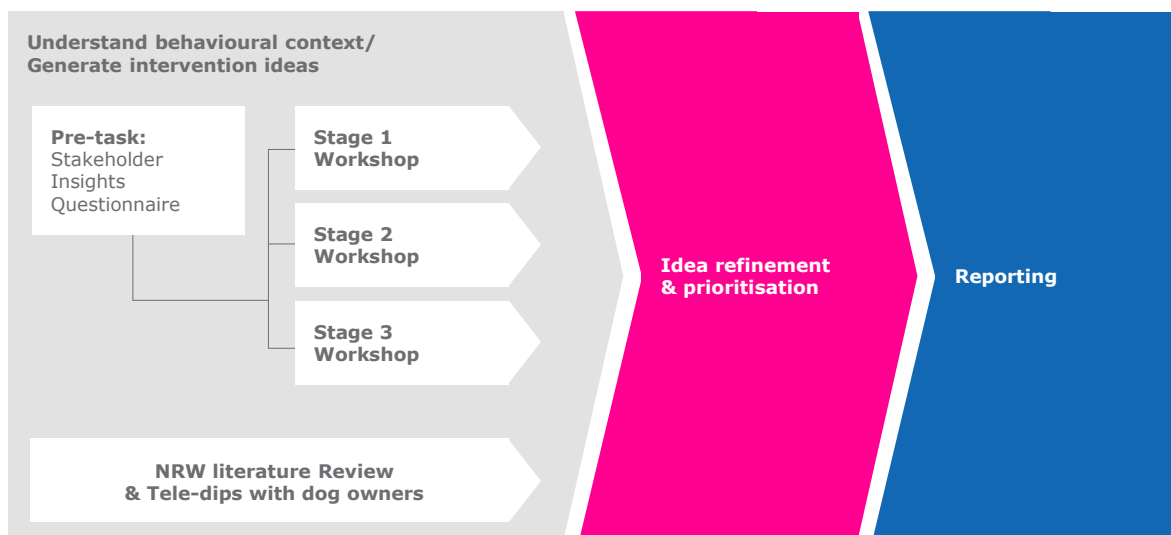 Understand behavioural context/
Generate intervention ideas
Pre-task:
Stakeholder
Insights
Questionnaire
Stage 1
Workshop
Stage 2
Workshop
Stage 3
Workshop
NRW literature Review
& Tele-dips with dog owners
Idea refinement
& prioritisation
Reporting